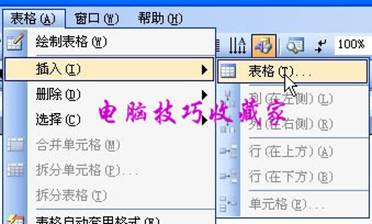 表格(A) 窗口(W) 帮助(H)
100%
绘制表格(W)
插入(I)
表格(T)...
删除(D)
列(在左侧)(L)
选择(C)
列(在右侧)(R)
电脑技巧收藏家
合并单元格(M)
行(在上方)(A)
拆分单元格(P)...
行(在下方)(B)
拆分表格(T)
单元格(E)...
表格自动套用格式(F)...